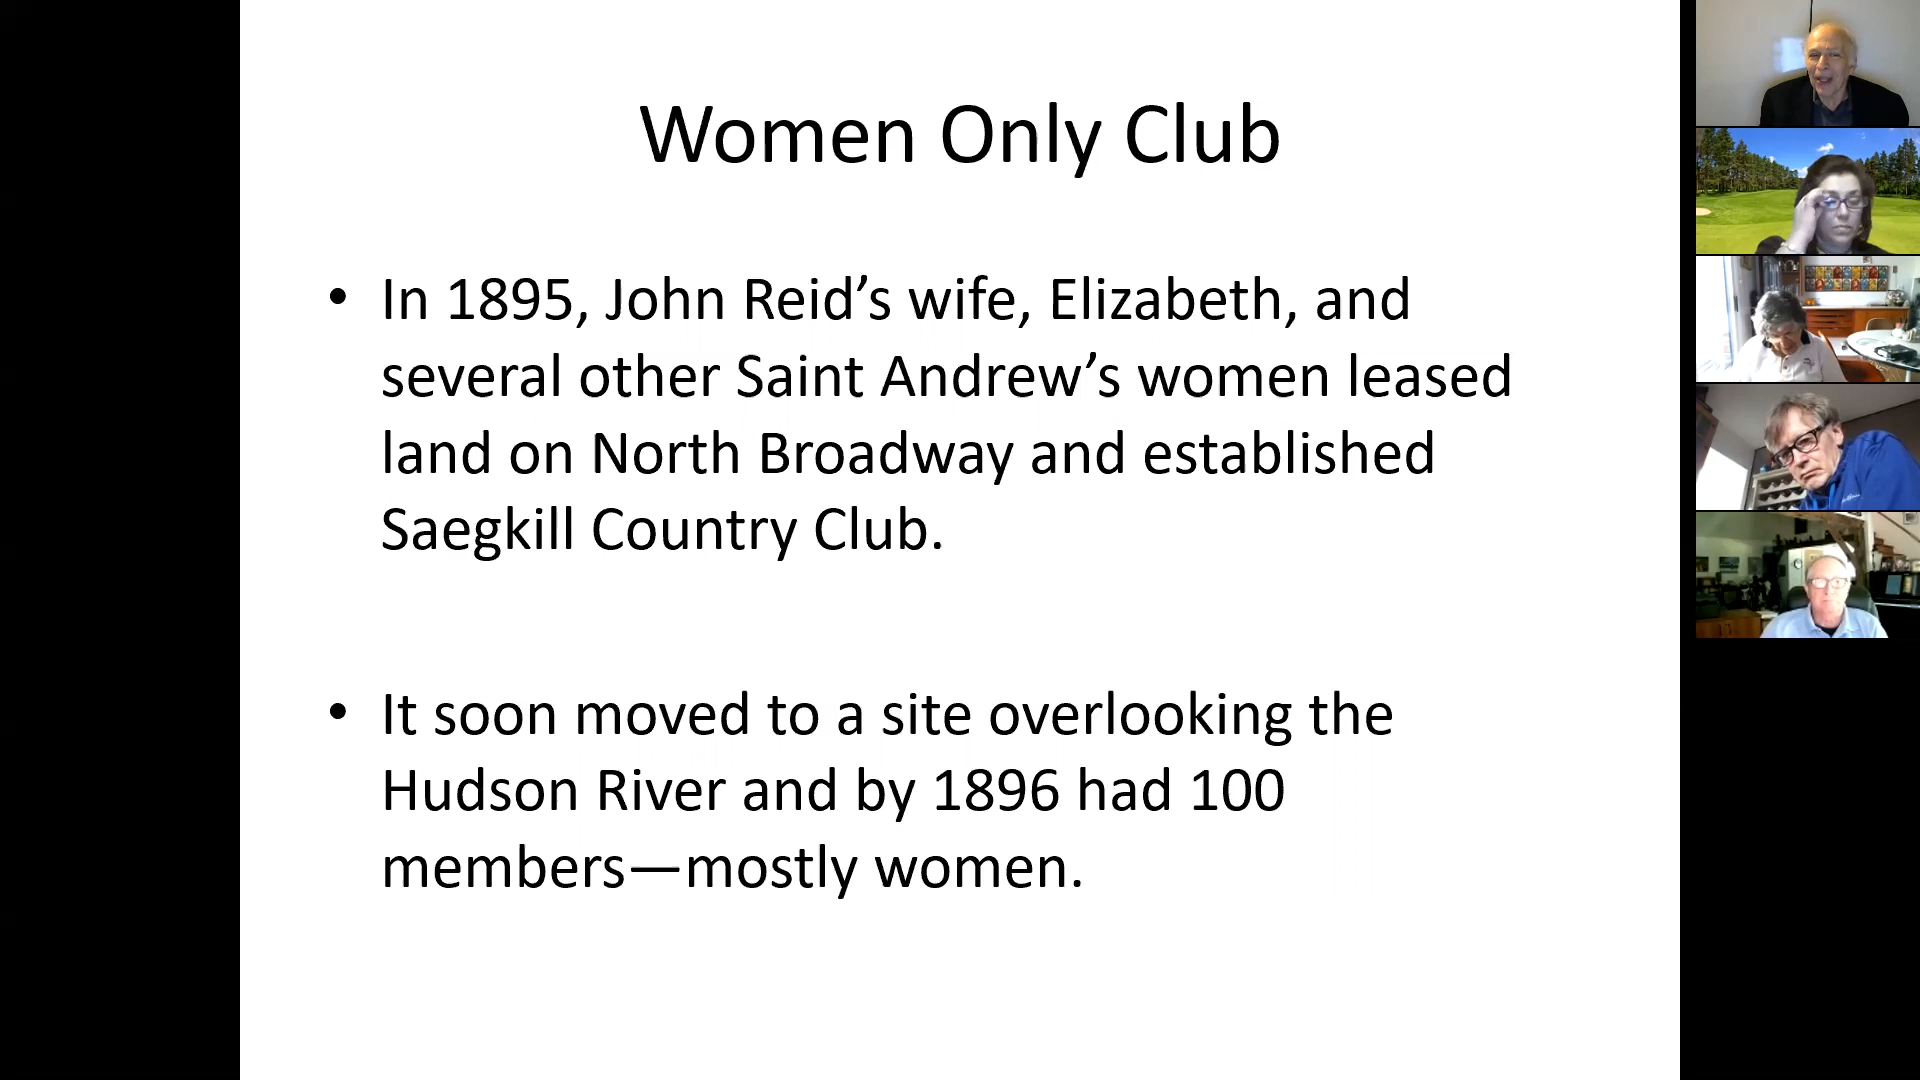 Women Only Club
• In 1895, John Reid’s wife, Elizabeth, and
several other Saint Andrew’s women leased
land on North Broadway and established
Saegkill Country Club.
• It soon moved to a site overlooking the
Hudson River and by 1896 had 100
members—mostly women.